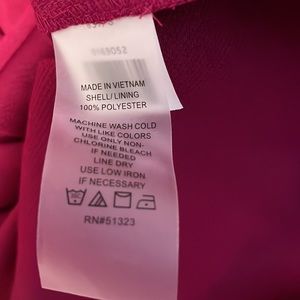 MADE IN VIETNAM
SHELL/ LINING
100% POLYESTER
MACHINE WASH COLD
WITH LIKE COLORS
USE ONLY NON-
CHLORINE BLEACH
IF NEEDED
LINE DRY
USE LOW IRON
IF NECESSARY
RN#51323